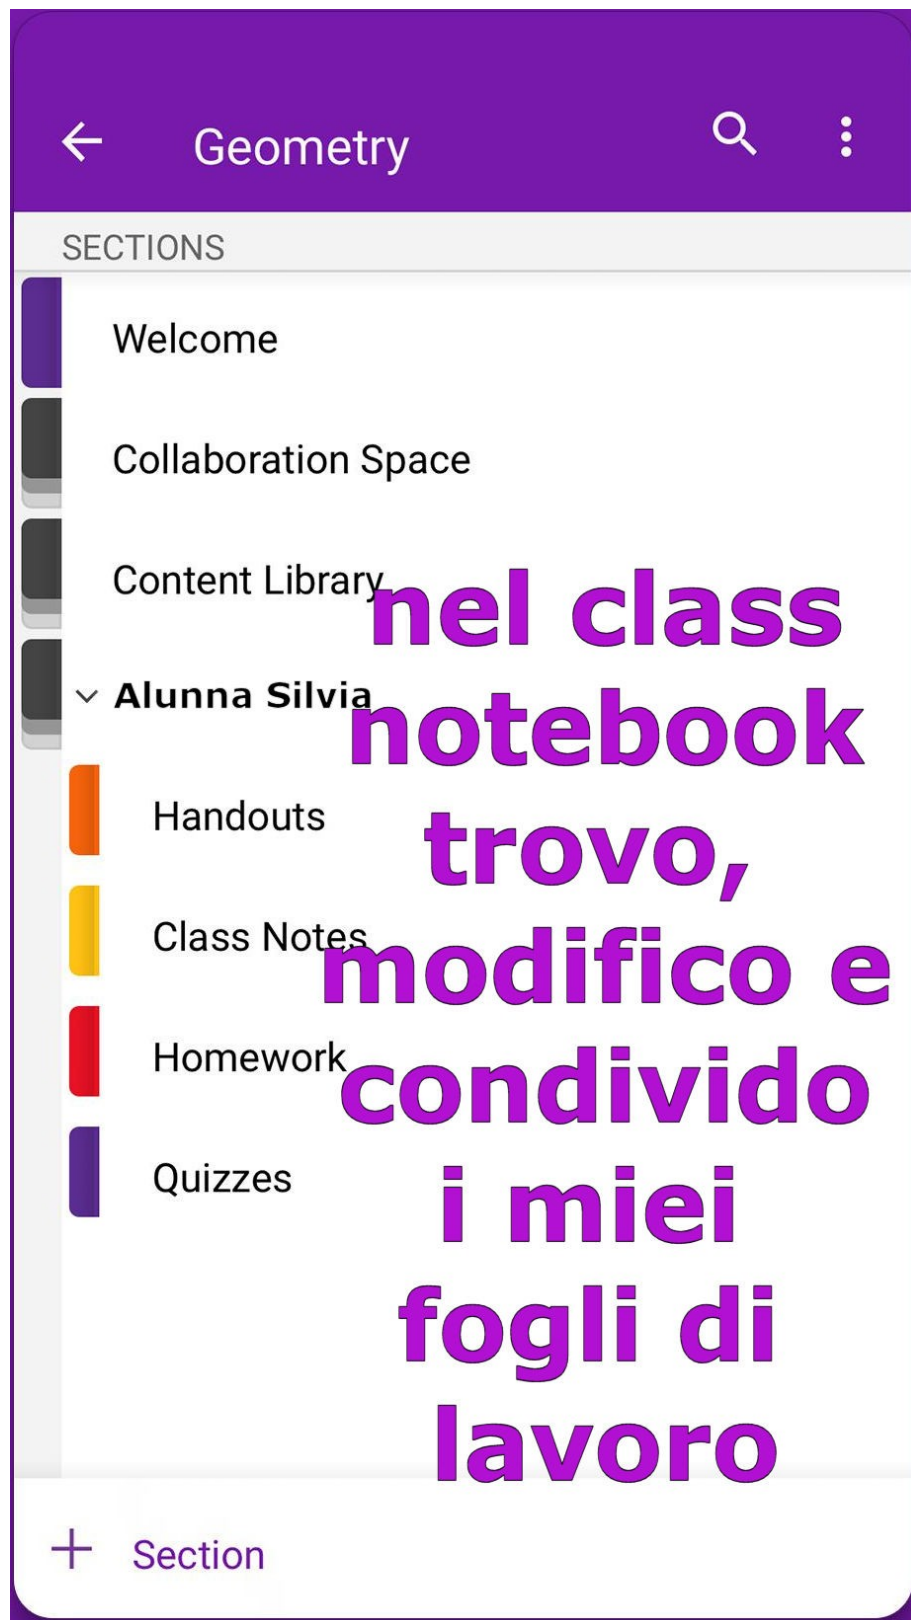 Geometry
SECTIONS
Welcome
Collaboration Space
Content Library
Alunna Silvia
Handouts
Class Notes
Homework
Quizzes
nel class
notebook
trovo,
modifico e
condivido
i miei
fogli di
lavoro
Section